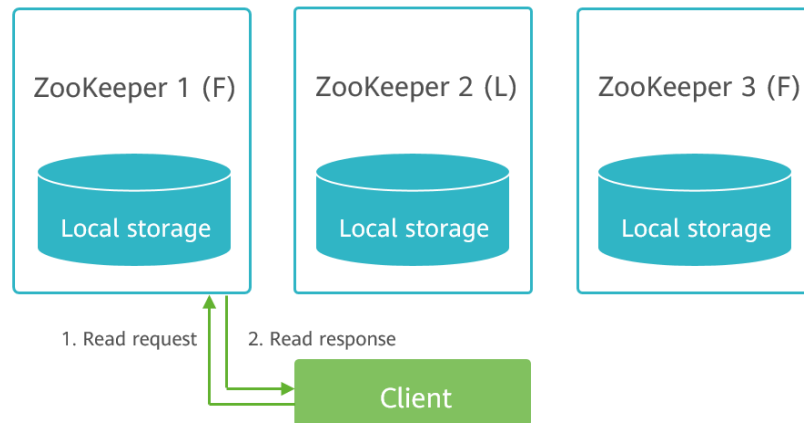 ZooKeeper 1 (F)
ZooKeeper 2 (L)
ZooKeeper 3 (F)
Local storage
Local storage
Local storage
1. Read request
2. Read response
Client